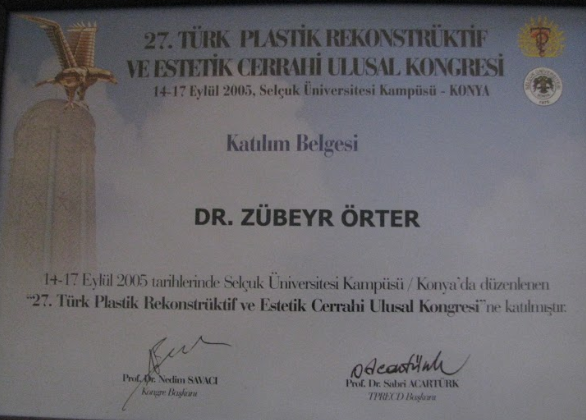 27. TÜRK PLASTİK REKONSTRÜKTİF
VE ESTETİK CERRAHİ ULUSAL KONGRESİ
14-17 Eylül 2005, Selçuk Üniversitesi Kampüsü - KONYA
Katılım Belgesi
DR. ZÜBEYR ÖRTER
14-17 Eylül 2005 tarihlerinde Selçuk Üniversitesi Kampüsü / Konya'da düzenlenen
“27. Türk Plastik Rekonstrüktif ve Estetik Cerrahi Ulusal Kongresi”ne katılmıştır.
Prof. Dr. Nedim SAVACI
Kongre Başkanı
Prof. Dr. Sabri ACARTÜRK
TPRECD Başkanı